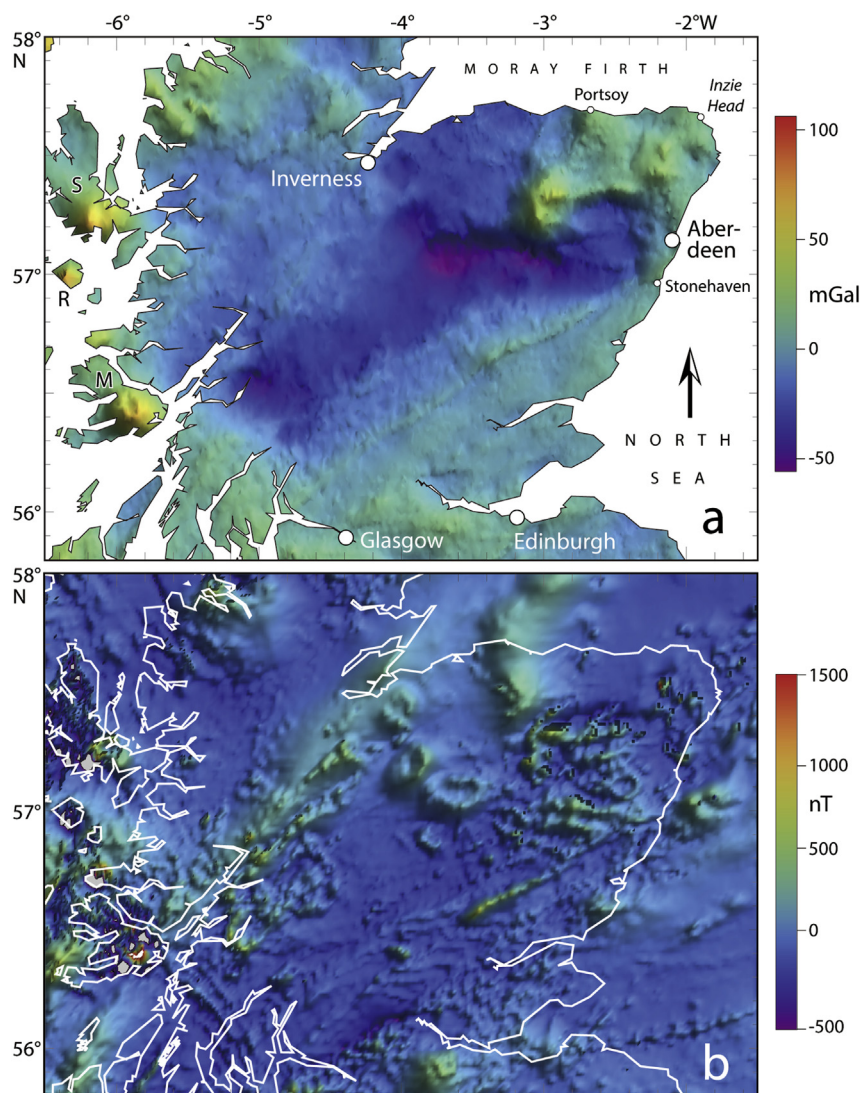 -6° -5° -4° -3° -2°W
58°
N
M O R A Y F I R T H
Portsoy
Inzie
Head
Inverness
S
Aber-
deen
57°
R
Stonehaven
M
N O R T H
S E A
56°
Glasgow
Edinburgh
a
100
50
mGal
0
-50
58°
N
57°
56°
b
1500
1000
nT
500
0
-500